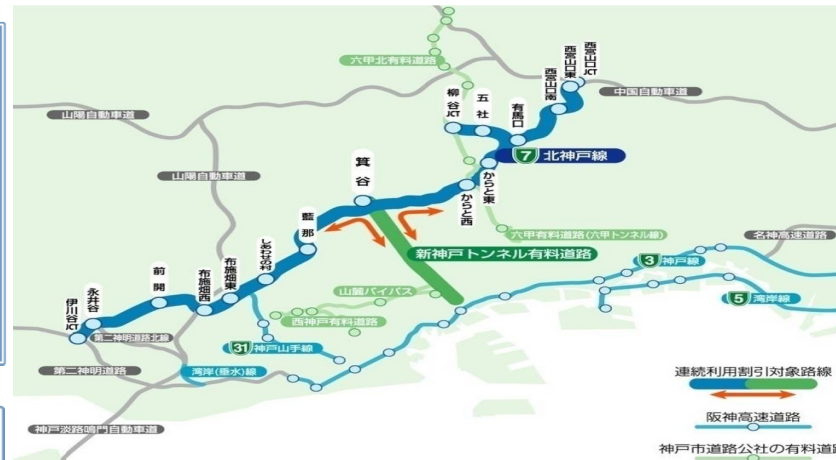 六甲北有料道路
西宮山口JCT
西宮山口東
西宮山口南
中国自動車道
柳谷JCT
五社
有馬口
山陽自動車道
7 北神戸線
からと東
からと西
山陽自動車道
箕谷
六甲有料道路(六甲トンネル線)
名神高速道路
藍那
新神戸トンネル有料道路
3 神戸線
しあわせの村
布施畑東
布施畑西
前開
永井谷
伊川谷JCT
山麓バイパス
5 湾岸線
西神戸有料道路
第二神明道路北線
31 神戸山手線
第二神明道路
湾岸(垂水)線
連続利用割引対象路線
阪神高速道路
神戸淡路鳴門自動車道
神戸市道路公社の有料道